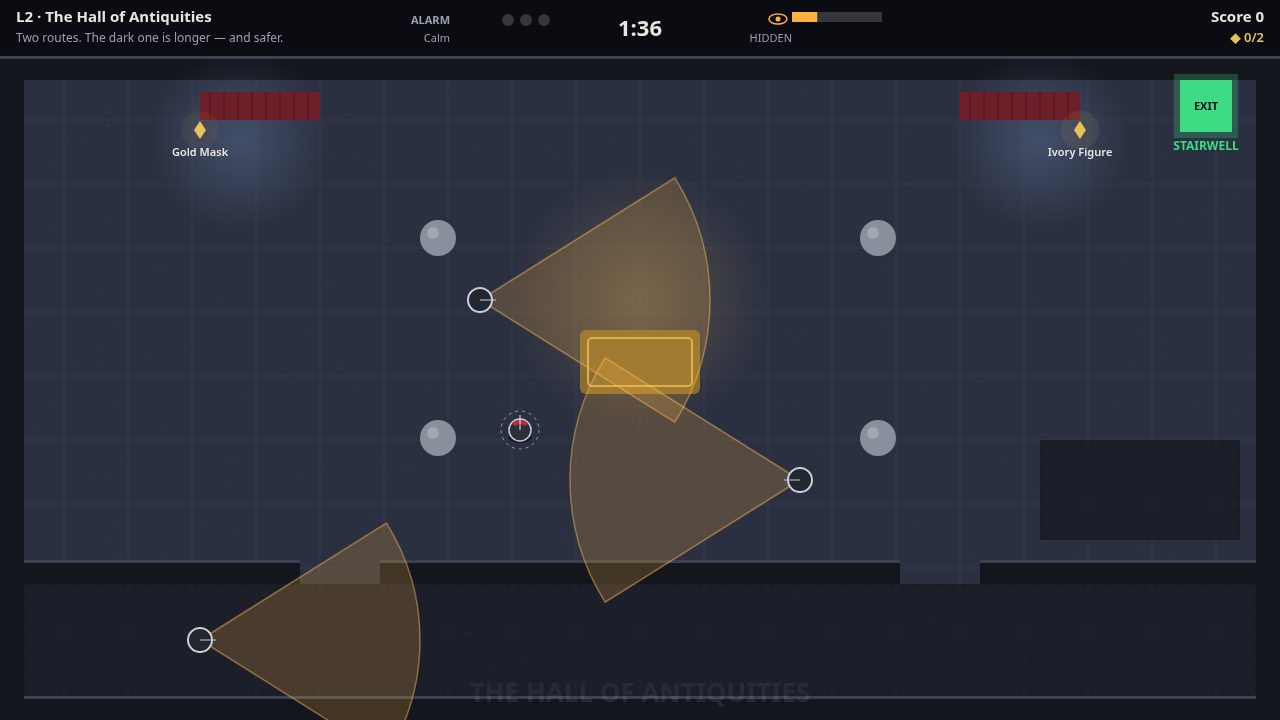 L2 · The Hall of Antiquities
Two routes. The dark one is longer — and safer.
ALARM
Calm
1:36
HIDDEN
Score 0
◆ 0/2
Gold Mask
Ivory Figure
EXIT
STAIRWELL
THE HALL OF ANTIQUITIES